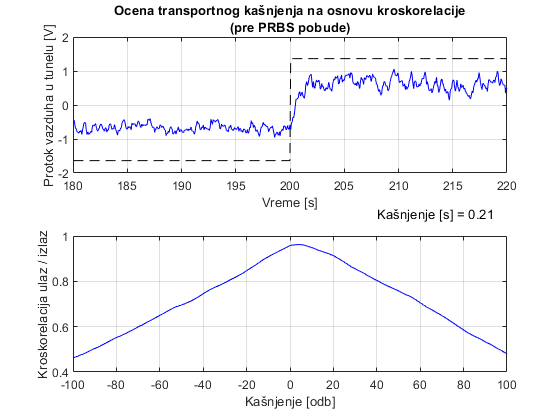 Ocena transportnog kašnjenja na osnovu kroskorelacije
(pre PRBS pobude)
Protok vazduha u tunelu [V]
2
1
0
-1
-2
180 185 190 195 200 205 210 215 220
Vreme [s]
Kašnjenje [s] = 0.21
Kroskorelacija ulaz / izlaz
1
0.8
0.6
0.4
-100 -80 -60 -40 -20 0 20 40 60 80 100
Kašnjenje [odb]